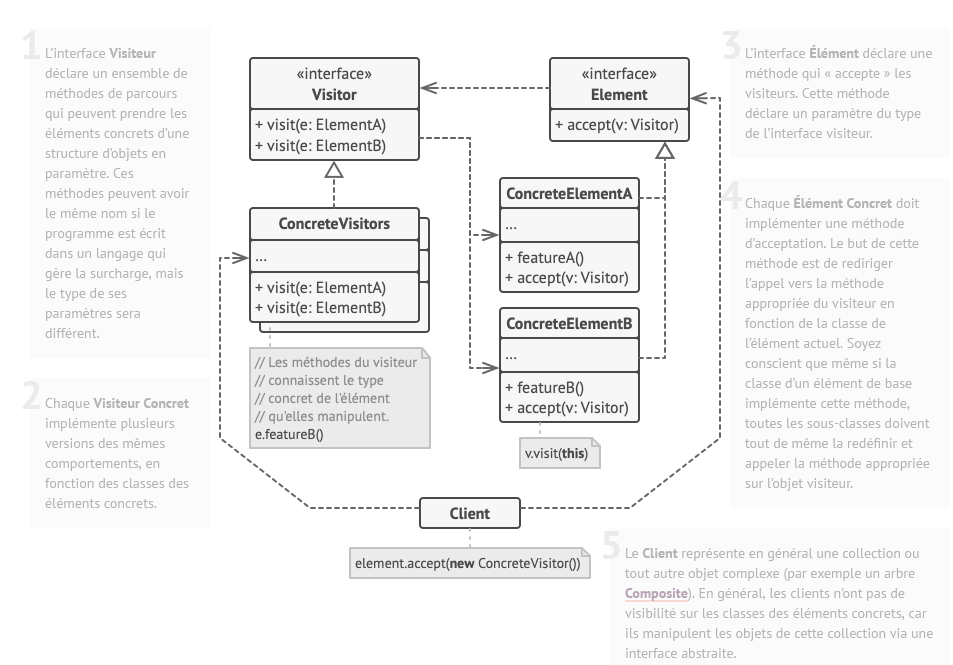 1
L'interface Visiteur
déclare un ensemble de
méthodes de parcours
qui peuvent prendre les
éléments concrets d'une
structure d'objets en
paramètre. Ces
méthodes peuvent avoir
le même nom si le
programme est écrit
dans un langage qui
gère la surcharge, mais
le type de ses
paramètres sera
différent.
2
Chaque Visiteur Concret
implémente plusieurs
versions des mêmes
comportements, en
fonction des classes des
éléments concrets.
«interface»
Visitor
+ visit(e: ElementA)
+ visit(e: ElementB)
ConcreteVisitors
...
+ visit(e: ElementA)
+ visit(e: ElementB)
// Les méthodes du visiteur
// connaissent le type
// concret de l'élément
// qu'elles manipulent.
e.featureB()
«interface»
Element
+ accept(v: Visitor)
ConcreteElementA
...
+ featureA()
+ accept(v: Visitor)
ConcreteElementB
...
+ featureB()
+ accept(v: Visitor)
v.visit(this)
Client
element.accept(new ConcreteVisitor())
3
L'interface Élément déclare une
méthode qui « accepte » les
visiteurs. Cette méthode
déclare un paramètre du type
de l'interface visiteur.
4
Chaque Élément Concret doit
implémenter une méthode
d'acceptation. Le but de cette
méthode est de rediriger
l'appel vers la méthode
appropriée du visiteur en
fonction de la classe de
l'élément actuel. Soyez
conscient que même si la
classe d'un élément de base
implémente cette méthode,
toutes les sous-classes doivent
tout de même la redéfinir et
appeler la méthode appropriée
sur l'objet visiteur.
5
Le Client représente en général une collection ou
tout autre objet complexe (par exemple un arbre
Composite). En général, les clients n'ont pas de
visibilité sur les classes des éléments concrets, car
ils manipulent les objets de cette collection via une
interface abstraite.